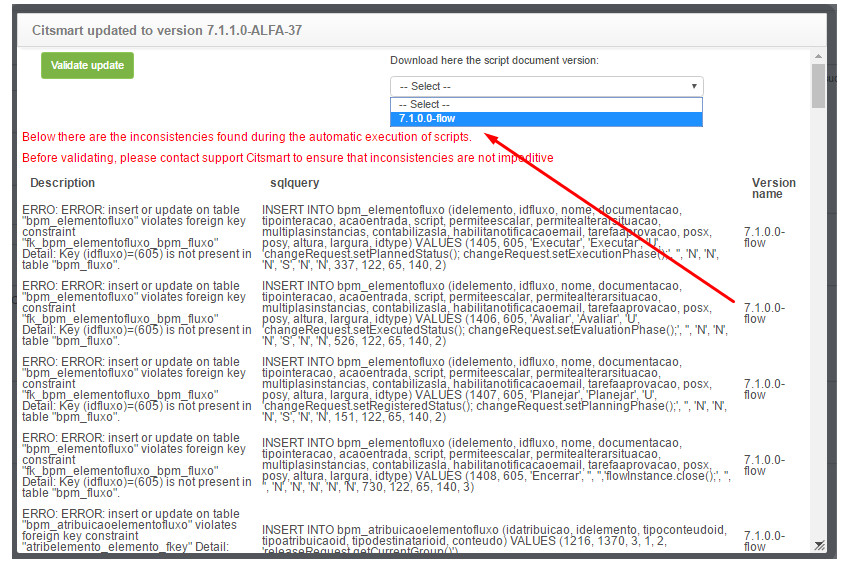 Citsmart updated to version 7.1.1.0-ALFA-37
Validate update
Download here the script document version:
-- Select --
-- Select --
7.1.0.0-flow
Below there are the inconsistencies found during the automatic execution of scripts.
Before validating, please contact support Citsmart to ensure that inconsistencies are not impeditive
Description
sqlquery
Version
name
ERRO: ERROR: insert or update on table
"bpm_elementofluxo" violates foreign key
constraint
"fk_bpm_elementofluxo_bpm_fluxo"
Detail: Key (idfluxo)=(605) is not present in
table "bpm_fluxo".
INSERT INTO bpm_elementofluxo (idelemento, idfluxo, nome, documentacao,
tipointeracao, acaoentrada, script, permiteescalar, permitealterarsituacao,
multiplasinstancias, contabilizasla, habilitanotificacaoemail, tarefaaprovacao, posx,
posy, altura, largura, idtype) VALUES (1405, 605, 'Executar', 'Executar', 'U',
'changeRequest.setPlannedStatus(); changeRequest.setExecutionPhase();', '', 'N', 'N',
'N', 'S', 'N', 'N', 337, 122, 65, 140, 2)
7.1.0.0-
flow
ERRO: ERROR: insert or update on table
"bpm_elementofluxo" violates foreign key
constraint
"fk_bpm_elementofluxo_bpm_fluxo"
Detail: Key (idfluxo)=(605) is not present in
table "bpm_fluxo".
INSERT INTO bpm_elementofluxo (idelemento, idfluxo, nome, documentacao,
tipointeracao, acaoentrada, script, permiteescalar, permitealterarsituacao,
multiplasinstancias, contabilizasla, habilitanotificacaoemail, tarefaaprovacao, posx,
posy, altura, largura, idtype) VALUES (1406, 605, 'Avaliar', 'Avaliar', 'U',
'changeRequest.setExecutedStatus(); changeRequest.setEvaluationPhase();', '', 'N', 'N',
'N', 'S', 'N', 'N', 526, 122, 65, 140, 2)
7.1.0.0-
flow
ERRO: ERROR: insert or update on table
"bpm_elementofluxo" violates foreign key
constraint
"fk_bpm_elementofluxo_bpm_fluxo"
Detail: Key (idfluxo)=(605) is not present in
table "bpm_fluxo".
INSERT INTO bpm_elementofluxo (idelemento, idfluxo, nome, documentacao,
tipointeracao, acaoentrada, script, permiteescalar, permitealterarsituacao,
multiplasinstancias, contabilizasla, habilitanotificacaoemail, tarefaaprovacao, posx,
posy, altura, largura, idtype) VALUES (1407, 605, 'Planejar', 'Planejar', 'U',
'changeRequest.setRegisteredStatus(); changeRequest.setPlanningPhase();', '', 'N', 'N',
'N', 'S', 'N', 'N', 151, 122, 65, 140, 2)
7.1.0.0-
flow
ERRO: ERROR: insert or update on table
"bpm_elementofluxo" violates foreign key
constraint
"fk_bpm_elementofluxo_bpm_fluxo"
Detail: Key (idfluxo)=(605) is not present in
table "bpm_fluxo".
INSERT INTO bpm_elementofluxo (idelemento, idfluxo, nome, documentacao,
tipointeracao, acaoentrada, script, permiteescalar, permitealterarsituacao,
multiplasinstancias, contabilizasla, habilitanotificacaoemail, tarefaaprovacao, posx,
posy, altura, largura, idtype) VALUES (1408, 605, 'Encerrar', '', '','flowInstance.close();', '',
'', 'N', 'N', 'N', 'N', 'N', 730, 122, 65, 140, 3)
7.1.0.0-
flow
ERRO: ERROR: insert or update on table
"bpm_atribuicaoelementofluxo" violates
foreign key constraint
"atribelemento_elemento_fkey" Detail:
INSERT INTO bpm_atribuicaoelementofluxo (idatribuicao, idelemento, tipoconteudoid,
tipoatribuicaoid, tipodestinatarioid, conteudo) VALUES (1216, 1370, 3, 1, 2,
'releaseRequest.getCurrentGroup()')
7.1.0.0-
flow